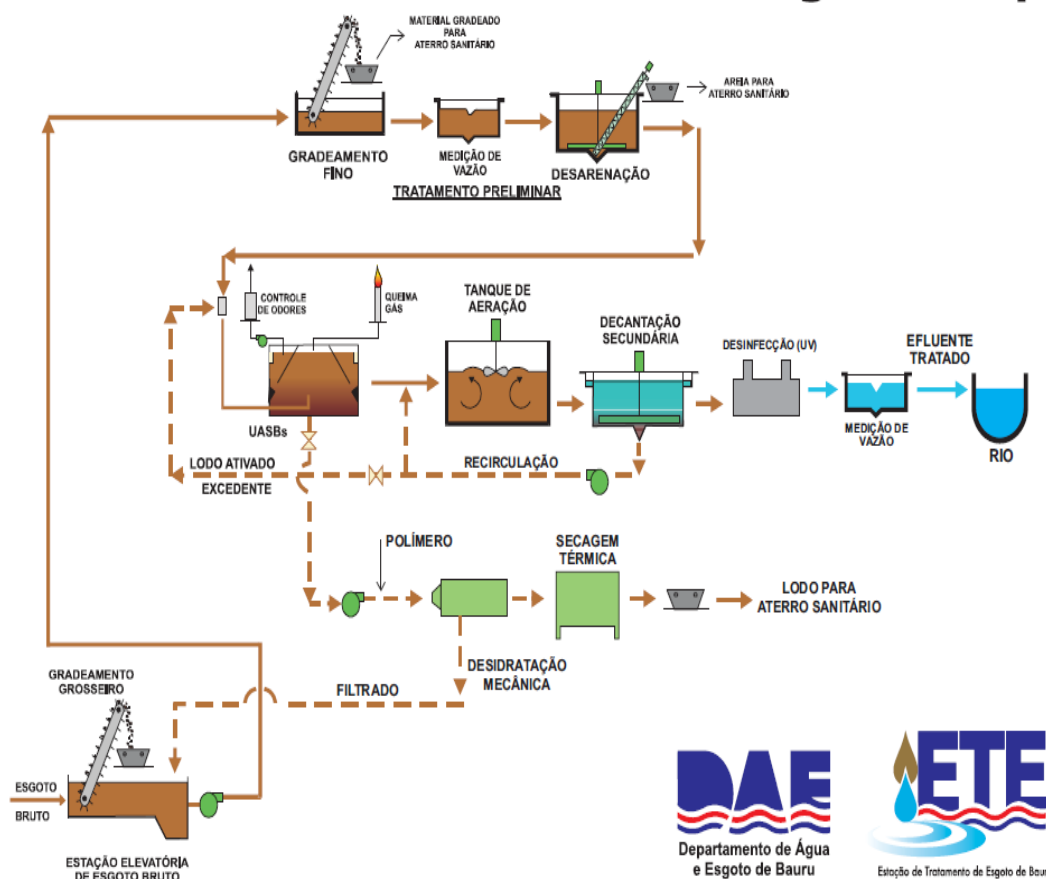 MATERIAL GRADEADO
PARA
ATERRO SANITÁRIO
AREIA PARA
ATERRO SANITÁRIO
GRADEAMENTO
FINO
MEDIÇÃO DE
VAZÃO
DESARENAÇÃO
TRATAMENTO PRELIMINAR
CONTROLE
DE ODORES
QUEIMA
GÁS
TANQUE DE
AERAÇÃO
DECANTAÇÃO
SECUNDÁRIA
DESINFECÇÃO (UV)
EFLUENTE
TRATADO
UASBs
MEDIÇÃO DE
VAZÃO
RIO
LODO ATIVADO
EXCEDENTE
RECIRCULAÇÃO
POLÍMERO
SECAGEM
TÉRMICA
LODO PARA
ATERRO SANITÁRIO
DESIDRATAÇÃO
MECÂNICA
FILTRADO
GRADEAMENTO
GROSSEIRO
ESGOTO
BRUTO
ESTAÇÃO ELEVATÓRIA
DE ESGOTO BRUTO
DAE
Departamento de Água
e Esgoto de Bauru
ETE
Estação de Tratamento de Esgoto de Baur